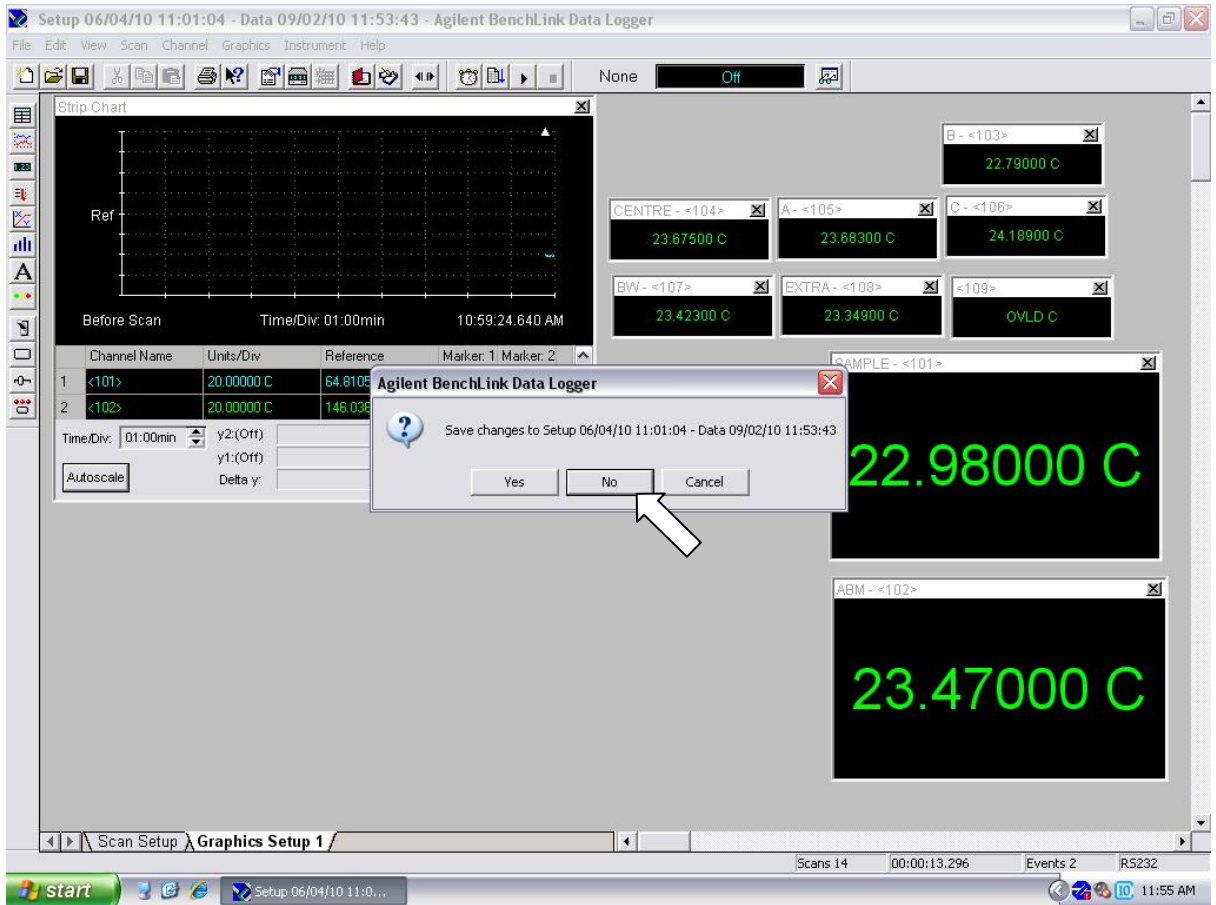 Setup 06/04/10 11:01:04 - Data 09/02/10 11:53:43 - Agilent BenchLink Data Logger
File Edit View Scan Channel Graphics Instrument Help
None Off
Strip Chart
Ref
Before Scan Time/Div: 01:00min 10:59:24.640 AM
Channel Name Units/Div Reference Marker: 1 Marker: 2
1 <101> 20.00000 C 64.8105
2 <102> 20.00000 C 146.036
Time/Div: 01:00min y2:(Off)
y1:(Off)
Autoscale Delta y:
B - <103>
22.79000 C
CENTRE - <104> A - <105> C - <106>
23.67500 C 23.68300 C 24.18900 C
BW - <107> EXTRA - <108> <109>
23.42300 C 23.34900 C OVLD C
SAMPLE - <101>
22.98000 C
ABM - <102>
23.47000 C
Agilent BenchLink Data Logger
Save changes to Setup 06/04/10 11:01:04 - Data 09/02/10 11:53:43
Yes No Cancel
Scan Setup Graphics Setup 1
Scans 14 00:00:13.296 Events 2 RS232
start Setup 06/04/10 11:0... 11:55 AM